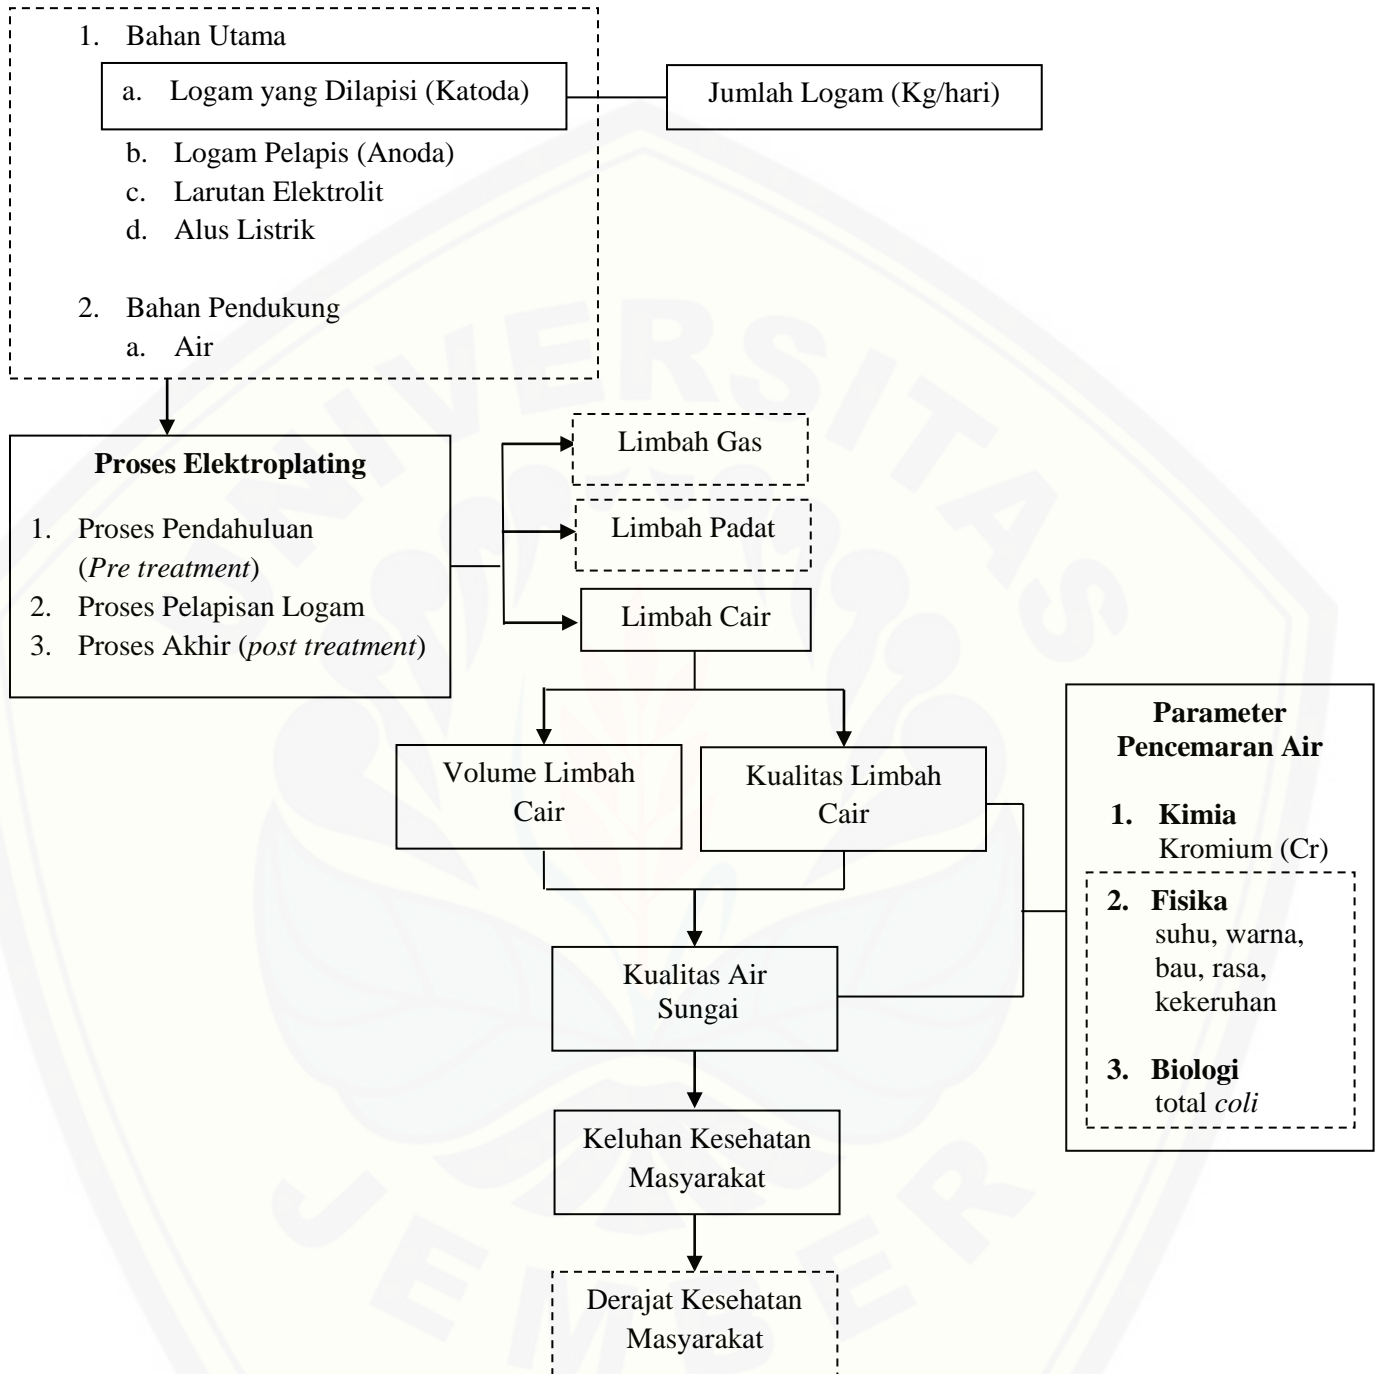 1. Bahan Utama
a. Logam yang Dilapisi (Katoda)
Jumlah Logam (Kg/hari)
b. Logam Pelapis (Anoda)
c. Larutan Elektrolit
d. Alus Listrik
2. Bahan Pendukung
a. Air
Proses Elektroplating
1. Proses Pendahuluan
(Pre treatment)
2. Proses Pelapisan Logam
3. Proses Akhir (post treatment)
Limbah Gas
Limbah Padat
Limbah Cair
Volume Limbah
Cair
Kualitas Limbah
Cair
Parameter
Pencemaran Air
1. Kimia
Kromium (Cr)
2. Fisika
suhu, warna,
bau, rasa,
kekeruhan
3. Biologi
total coli
Kualitas Air
Sungai
Keluhan Kesehatan
Masyarakat
Derajat Kesehatan
Masyarakat
UNIVERSITAS
JEMBER